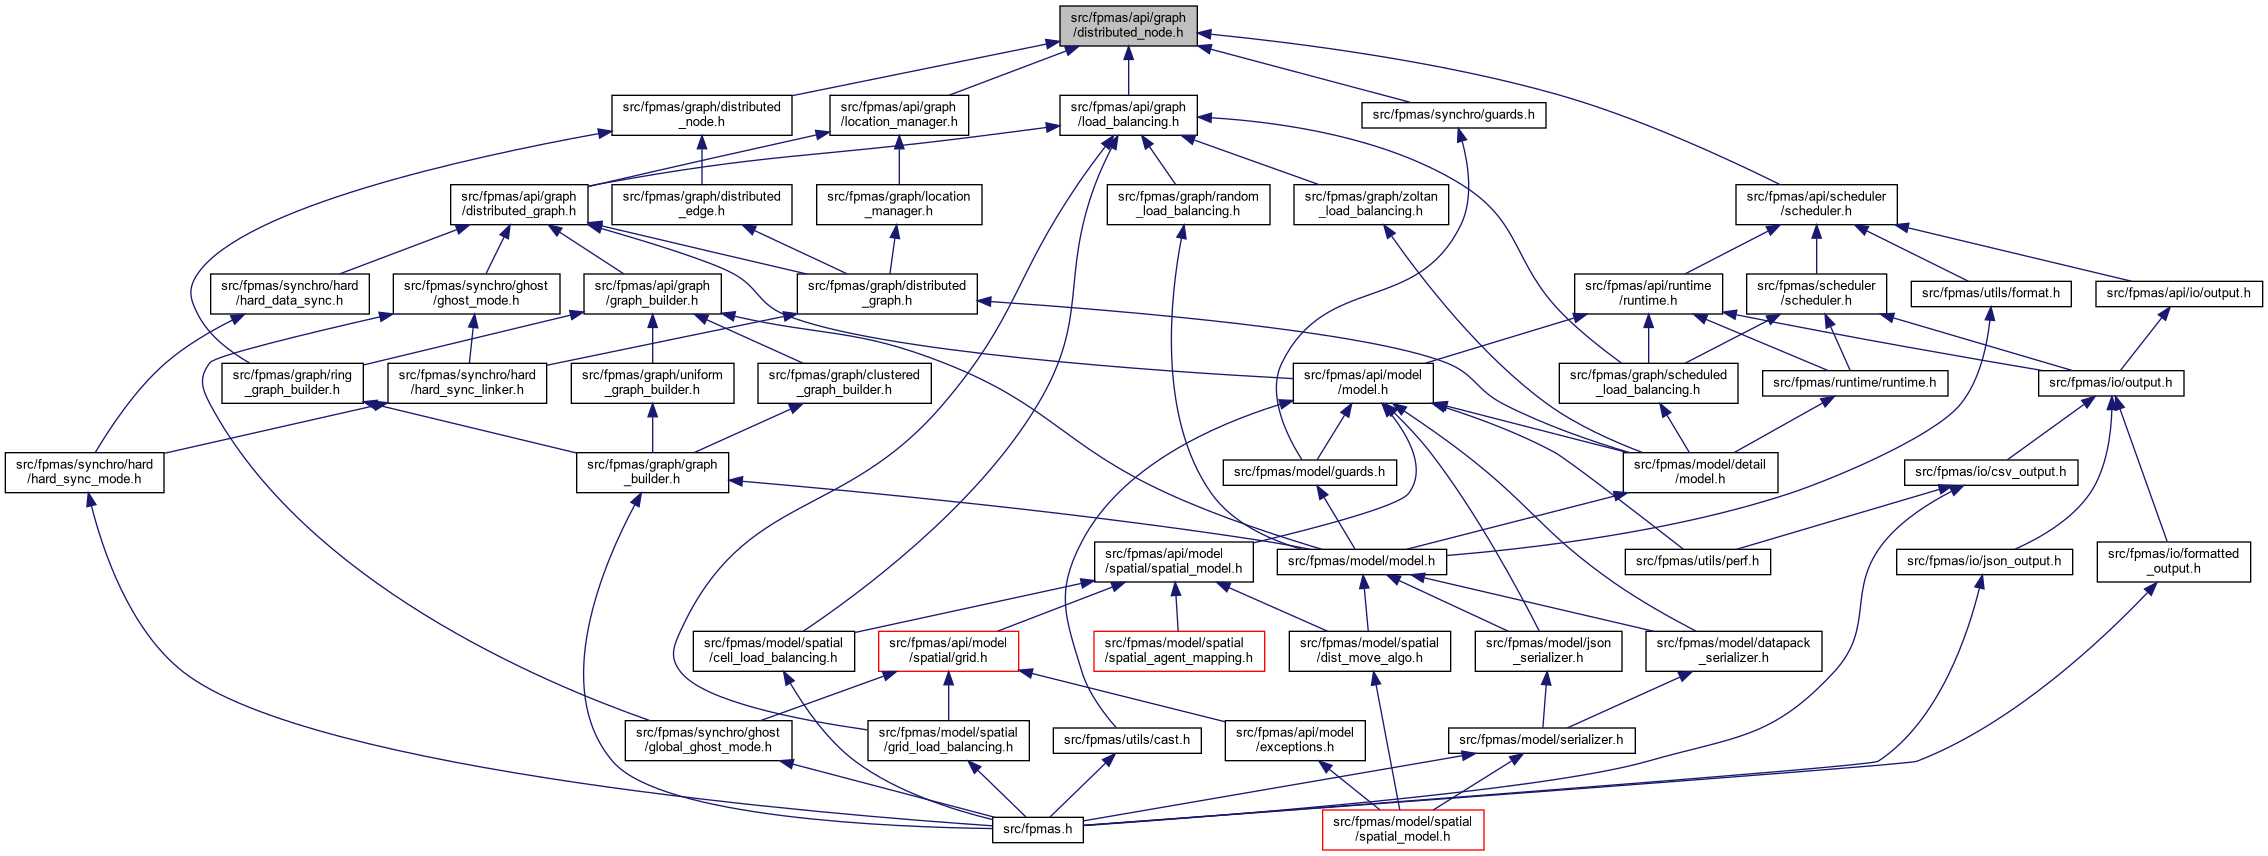 src/fpmas/api/graph
/distributed_node.h
src/fpmas/graph/distributed
_node.h
src/fpmas/api/graph
/location_manager.h
src/fpmas/api/graph
/load_balancing.h
src/fpmas/synchro/guards.h
src/fpmas/api/graph
/distributed_graph.h
src/fpmas/graph/distributed
_edge.h
src/fpmas/graph/location
_manager.h
src/fpmas/graph/random
_load_balancing.h
src/fpmas/graph/zoltan
_load_balancing.h
src/fpmas/api/scheduler
/scheduler.h
src/fpmas/synchro/hard
/hard_data_sync.h
src/fpmas/synchro/ghost
/ghost_mode.h
src/fpmas/api/graph
/graph_builder.h
src/fpmas/graph/distributed
_graph.h
src/fpmas/api/runtime
/runtime.h
src/fpmas/scheduler
/scheduler.h
src/fpmas/utils/format.h
src/fpmas/api/io/output.h
src/fpmas/graph/ring
_graph_builder.h
src/fpmas/synchro/hard
/hard_sync_linker.h
src/fpmas/graph/uniform
_graph_builder.h
src/fpmas/graph/clustered
_graph_builder.h
src/fpmas/api/model
/model.h
src/fpmas/graph/scheduled
_load_balancing.h
src/fpmas/runtime/runtime.h
src/fpmas/io/output.h
src/fpmas/synchro/hard
/hard_sync_mode.h
src/fpmas/graph/graph
_builder.h
src/fpmas/model/guards.h
src/fpmas/model/detail
/model.h
src/fpmas/io/csv_output.h
src/fpmas/api/model
/spatial/spatial_model.h
src/fpmas/model/model.h
src/fpmas/utils/perf.h
src/fpmas/io/json_output.h
src/fpmas/io/formatted
_output.h
src/fpmas/model/spatial
/cell_load_balancing.h
src/fpmas/api/model
/spatial/grid.h
src/fpmas/model/spatial
/spatial_agent_mapping.h
src/fpmas/model/spatial
/dist_move_algo.h
src/fpmas/model/json
_serializer.h
src/fpmas/model/datapack
_serializer.h
src/fpmas/synchro/ghost
/global_ghost_mode.h
src/fpmas/model/spatial
/grid_load_balancing.h
src/fpmas/utils/cast.h
src/fpmas/api/model
/exceptions.h
src/fpmas/model/serializer.h
src/fpmas.h
src/fpmas/model/spatial
/spatial_model.h